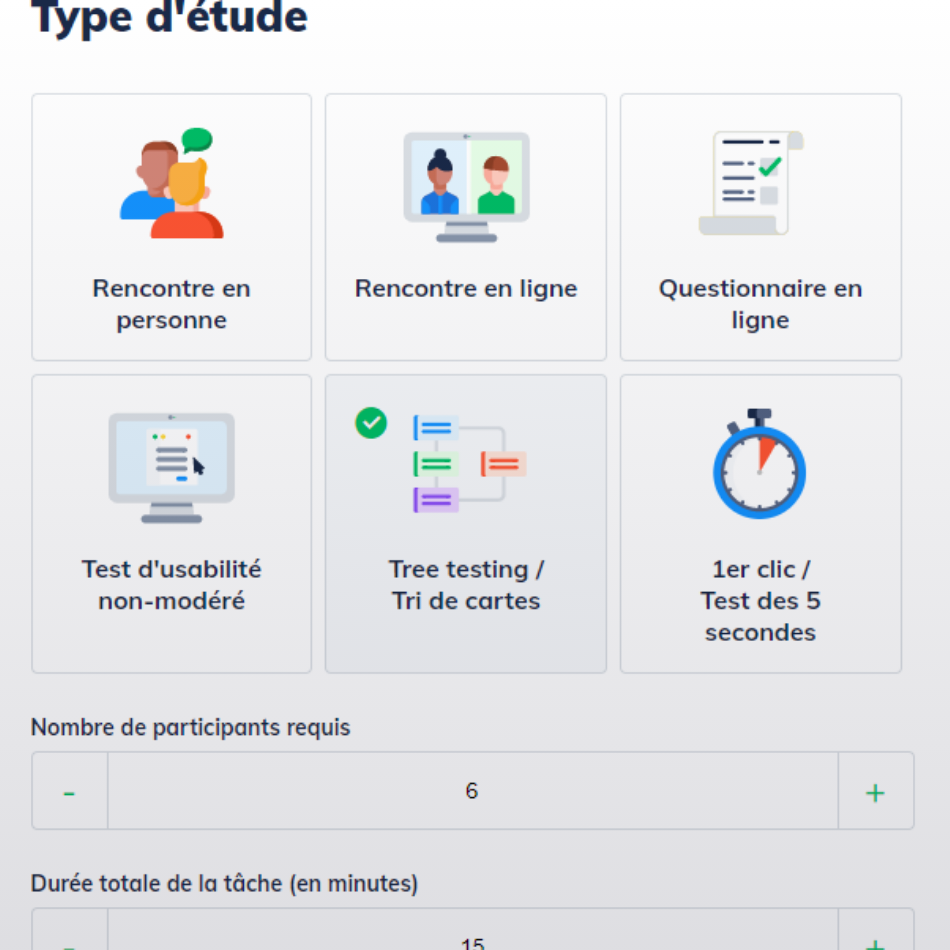 Type d'étude
Rencontre en
personne
Rencontre en ligne
Questionnaire en
ligne
Test d'usabilité
non-modéré
Tree testing /
Tri de cartes
1er clic /
Test des 5
secondes
Nombre de participants requis
- 6 +
Durée totale de la tâche (en minutes)
- 15 +